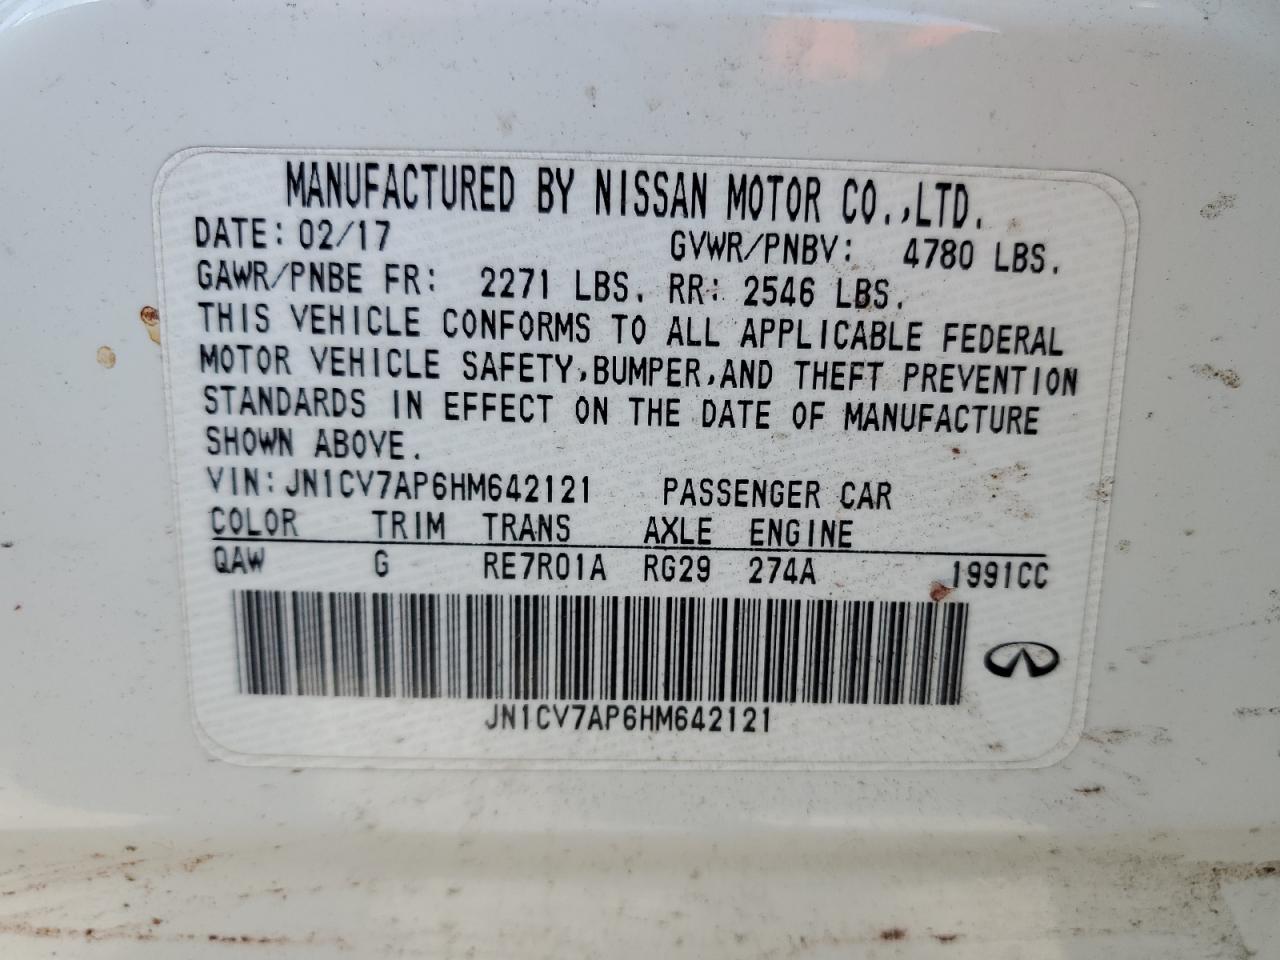 MANUFACTURED BY NISSAN MOTOR CO.,LTD.
DATE: 02/17 GVWR/PNBV: 4780 LBS.
GAWR/PNBE FR: 2271 LBS. RR: 2546 LBS.
THIS VEHICLE CONFORMS TO ALL APPLICABLE FEDERAL
MOTOR VEHICLE SAFETY,BUMPER,AND THEFT PREVENTION
STANDARDS IN EFFECT ON THE DATE OF MANUFACTURE
SHOWN ABOVE.
VIN: JN1CV7AP6HM642121 PASSENGER CAR
COLOR TRIM TRANS AXLE ENGINE
QAW G RE7R01A RG29 274A 1991CC
JN1CV7AP6HM642121